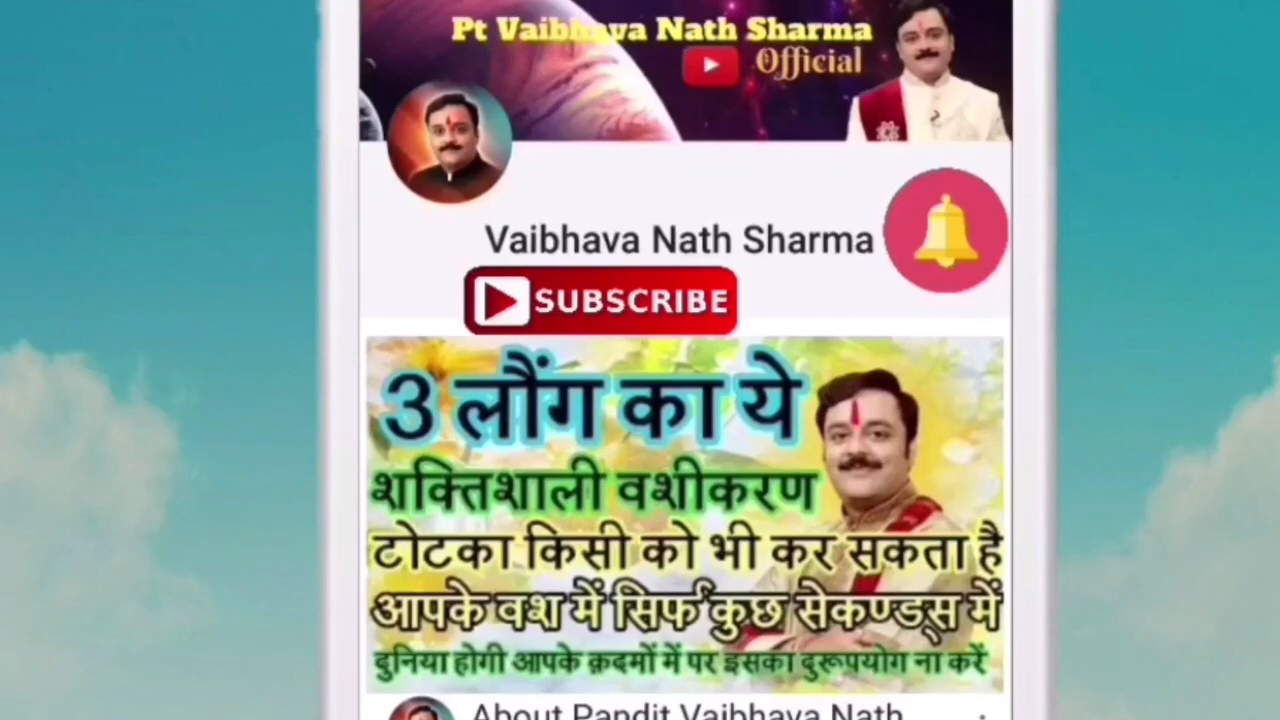 Pt Vaibhava Nath Sharma
Official
Vaibhava Nath Sharma
SUBSCRIBE
3 लौंग का ये
शक्तिशाली वशीकरण
टोटका किसी को भी कर सकता है
आपके वश में सिर्फ कुछ सेकण्ड्स में
दुनिया होगी आपके क़दमों में पर इसका दुरूपयोग ना करें
About Pandit Vaibhava Nath